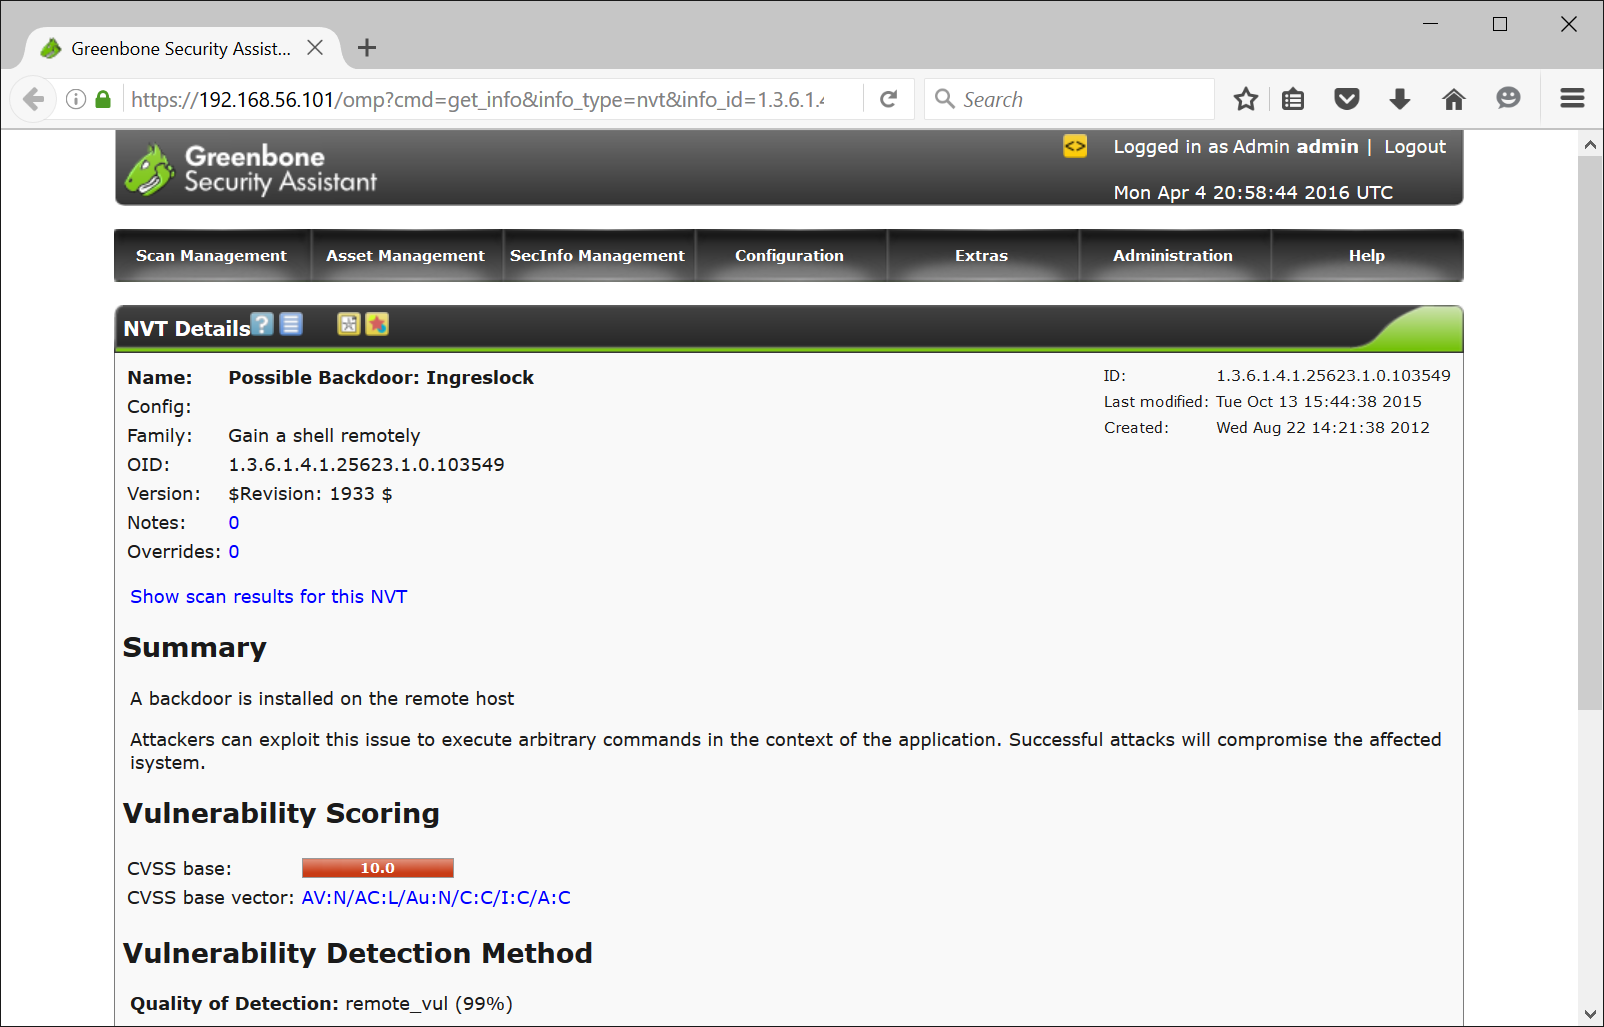 Greenbone Security Assist...
https://192.168.56.101/omp?cmd=get_info&info_type=nvt&info_id=1.3.6.1.4
Search
Greenbone
Security Assistant
<>
Logged in as Admin admin | Logout
Mon Apr 4 20:58:44 2016 UTC
Scan Management Asset Management SecInfo Management Configuration Extras Administration Help
NVT Details ?
Name: Possible Backdoor: Ingreslock
Config:
Family: Gain a shell remotely
OID: 1.3.6.1.4.1.25623.1.0.103549
Version: $Revision: 1933 $
Notes: 0
Overrides: 0
ID: 1.3.6.1.4.1.25623.1.0.103549
Last modified: Tue Oct 13 15:44:38 2015
Created: Wed Aug 22 14:21:38 2012
Show scan results for this NVT
Summary
A backdoor is installed on the remote host
Attackers can exploit this issue to execute arbitrary commands in the context of the application. Successful attacks will compromise the affected
isystem.
Vulnerability Scoring
CVSS base: 10.0
CVSS base vector: AV:N/AC:L/Au:N/C:C/I:C/A:C
Vulnerability Detection Method
Quality of Detection: remote_vul (99%)